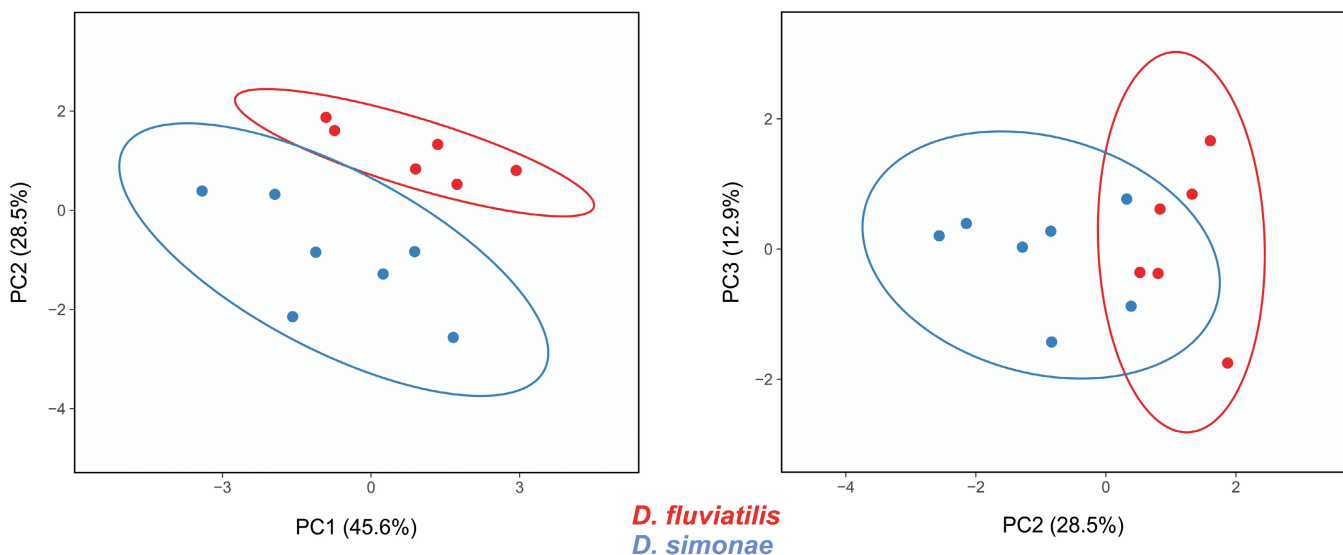 2
0
−2
−4
PC2 (28.5%)
−3
0
3
PC1 (45.6%)
2
0
−2
PC3 (12.9%)
−4
−2
0
2
PC2 (28.5%)
D. fluviatilis
D. simonae